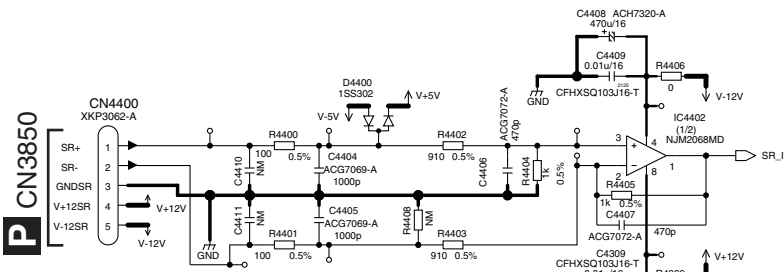 C4408 ACH7320-A
470u/16
+
C4409
0.01u/16
R4406
2125
CFHXSQ103J16-T
0
GND
V-12V
D4400
1SS302
V-5V
V+5V
IC4402
(1/2)
NJM2068MD
CN4400
XKP3062-A
P CN3850
SR+
1
SR-
2
GNDSR
3
V+12SR
4
V+12V
V-12SR
5
V-12V
R4400
100 0.5%
R4402
910 0.5%
C4410
NM
C4404
ACG7069-A
1000p
C4406
ACG7072-A
470p
R4404
1k
0.5%
3
+
4
2
-
8
1
SR_I
C4411
NM
C4405
ACG7069-A
1000p
R4408
NM
R4405
1k 0.5%
C4407
ACG7072-A
470p
GND
R4401
100 0.5%
R4403
910 0.5%
C4309
CFHXSQ103J16-T
V+12V